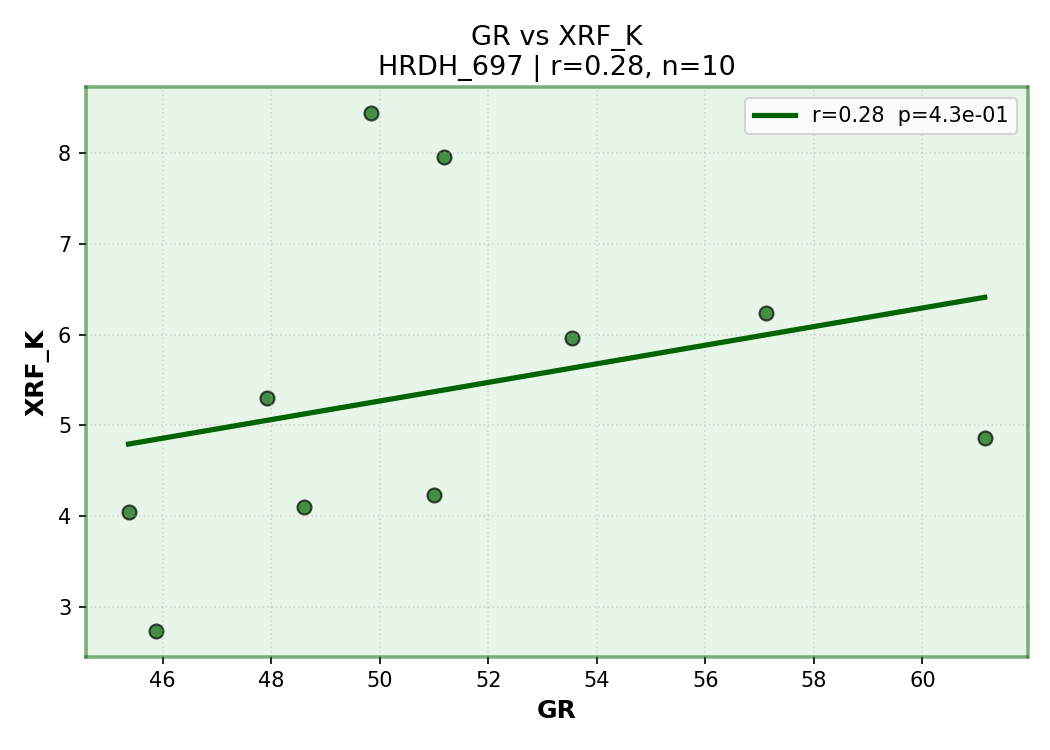 GR vs XRF_K
HRDH_697 | r=0.28, n=10
r=0.28  p=4.3e-01
XRF_K
8
7
6
5
4
3
46 48 50 52 54 56 58 60
GR